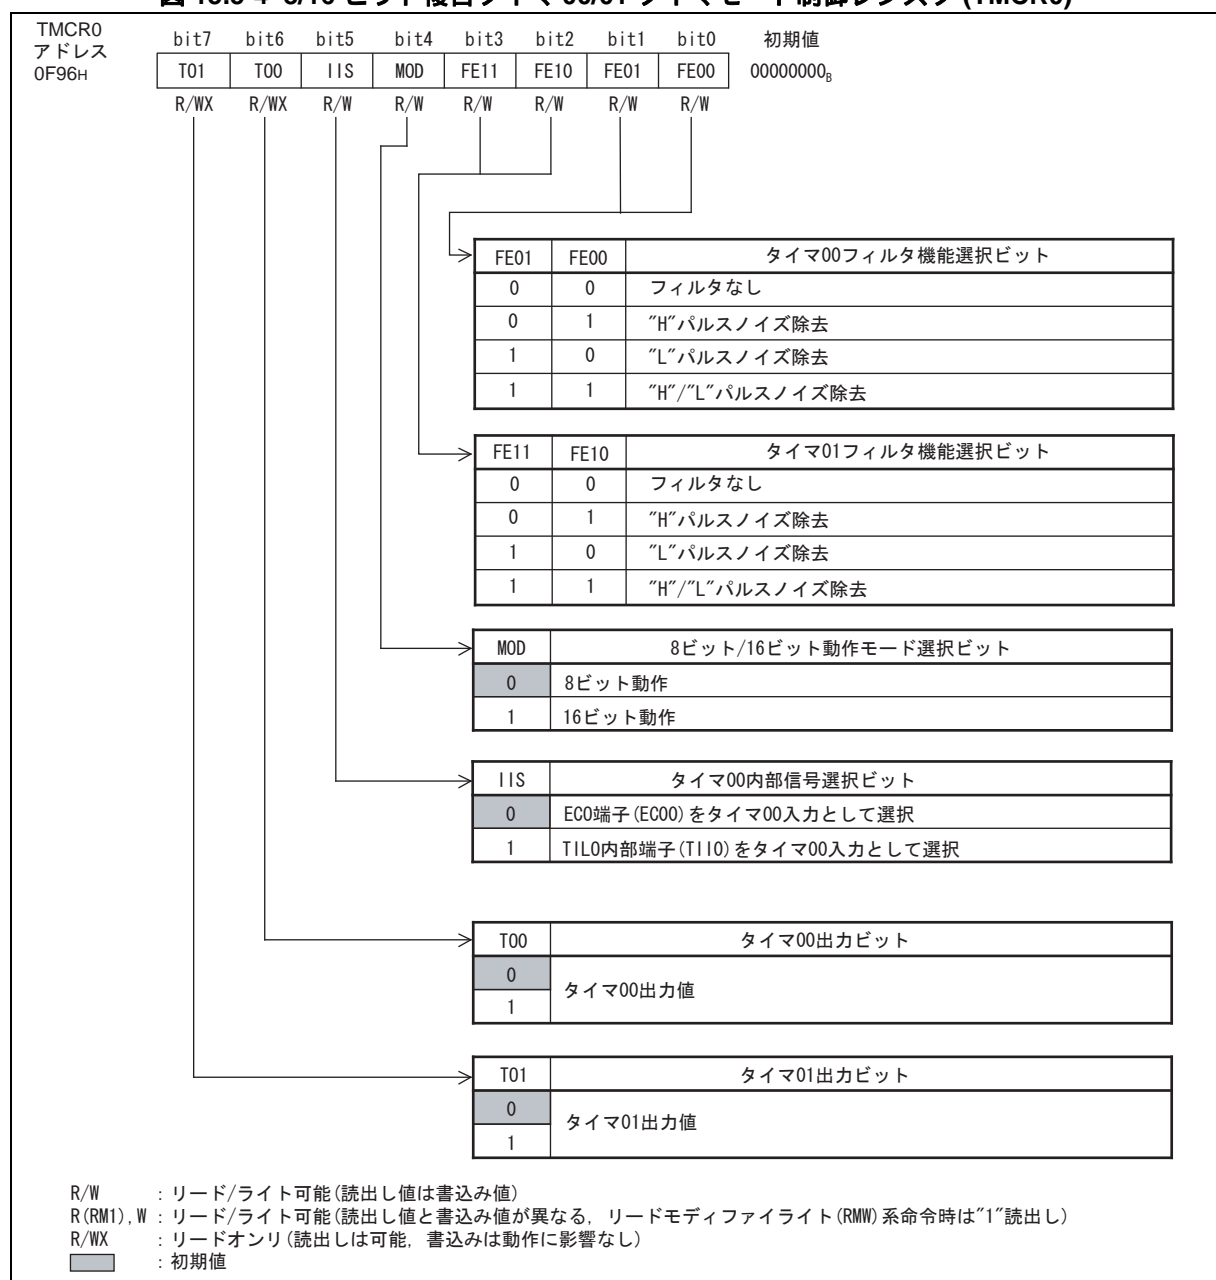 TMCR0
アドレス
0F96H
bit7 bit6 bit5 bit4 bit3 bit2 bit1 bit0 初期値
T01 T00 IIS MOD FE11 FE10 FE01 FE00 00000000B
R/WX R/WX R/W R/W R/W R/W R/W R/W
FE01 FE00 タイマ00フィルタ機能選択ビット
0 0 フィルタなし
0 1 "H"パルスノイズ除去
1 0 "L"パルスノイズ除去
1 1 "H"/"L"パルスノイズ除去
FE11 FE10 タイマ01フィルタ機能選択ビット
0 0 フィルタなし
0 1 "H"パルスノイズ除去
1 0 "L"パルスノイズ除去
1 1 "H"/"L"パルスノイズ除去
MOD 8ビット/16ビット動作モード選択ビット
0 8ビット動作
1 16ビット動作
IIS タイマ00内部信号選択ビット
0 EC0端子(EC00)をタイマ00入力として選択
1 TIL0内部端子(TII0)をタイマ00入力として選択
T00 タイマ00出力ビット
0 タイマ00出力値
1
T01 タイマ01出力ビット
0 タイマ01出力値
1
R/W :リード/ライト可能(読出し値は書込み値)
R(RM1),W :リード/ライト可能(読出し値と書込み値が異なる, リードモディファイライト(RMW)系命令時は"1"読出し)
R/WX :リードオンリ(読出しは可能, 書込みは動作に影響なし)
:初期値